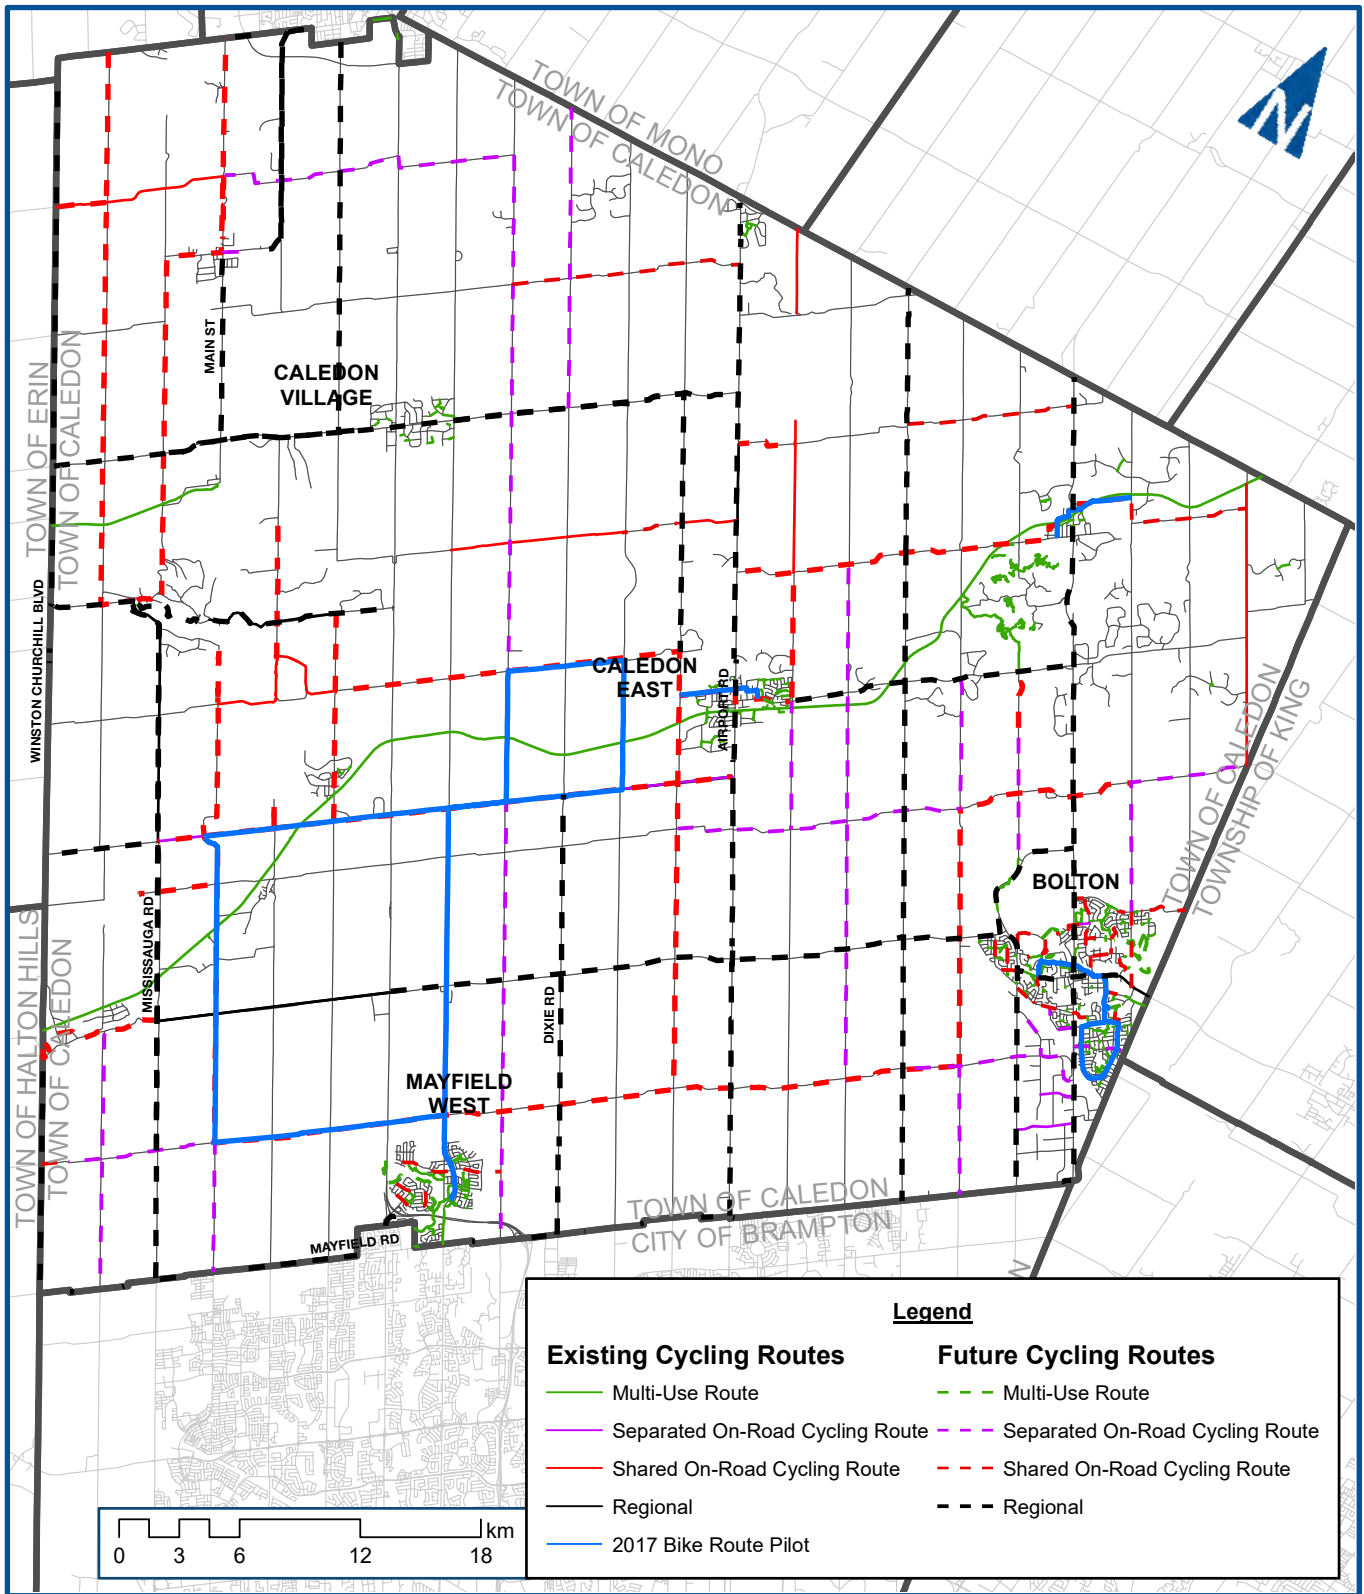 TOWN OF MONO
TOWN OF CALEDON
N
MAIN ST
CALEDON
VILLAGE
TOWN OF ERIN
TOWN OF CALEDON
WINSTON CHURCHILL BLVD
CALEDON
EAST
AIRPORT RD
TOWN OF CALEDON
TOWNSHIP OF KING
BOLTON
MISSISSAUGA RD
TOWN OF HALTON HILLS
TOWN OF CALEDON
DIXIE RD
MAYFIELD
WEST
TOWN OF CALEDON
CITY OF BRAMPTON
MAYFIELD RD
N
Legend
Existing Cycling Routes
Multi-Use Route
Separated On-Road Cycling Route
Shared On-Road Cycling Route
Regional
2017 Bike Route Pilot
Future Cycling Routes
Multi-Use Route
Separated On-Road Cycling Route
Shared On-Road Cycling Route
Regional
km
0 3 6 12 18